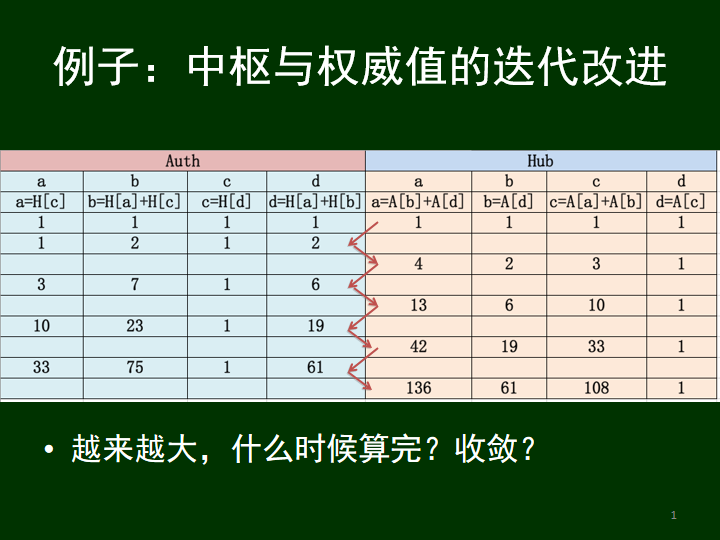 例子：中枢与权威值的迭代改进
Auth Hub
a b c d a b c d
a=H[c] b=H[a]+H[c] c=H[d] d=H[a]+H[b] a=A[b]+A[d] b=A[d] c=A[a]+A[b] d=A[c]
1 1 1 1 1 1 1 1
1 2 1 2
4 2 3 1
3 7 1 6
13 6 10 1
10 23 1 19
42 19 33 1
33 75 1 61
136 61 108 1
• 越来越大，什么时候算完？收敛？
1